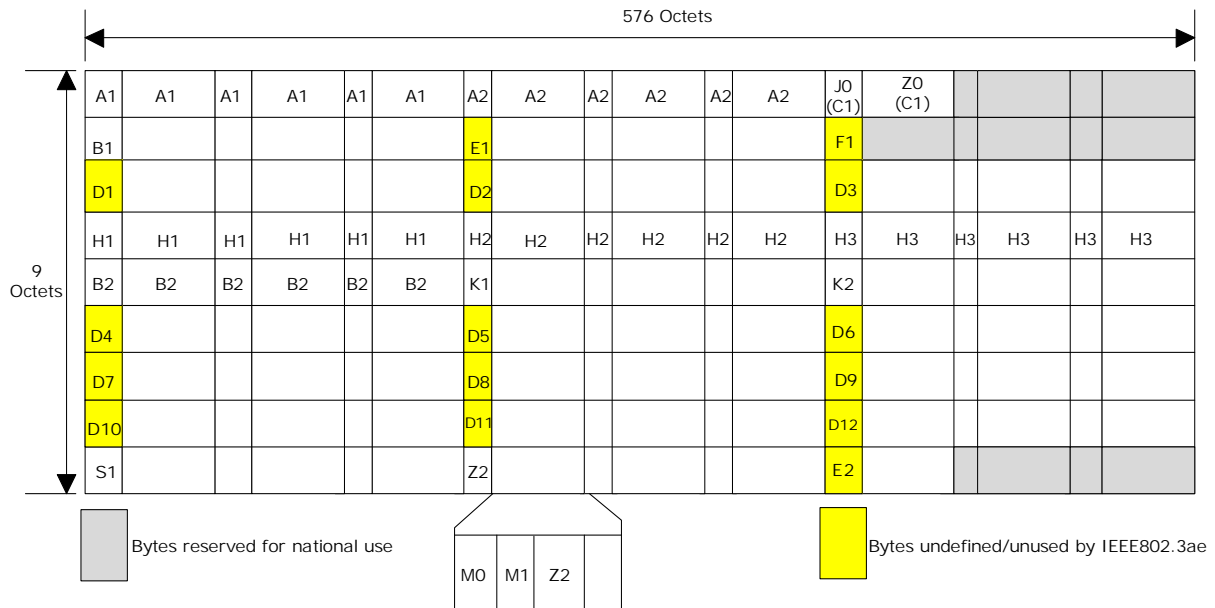 576 Octets
A1 A1 A1 A1 A1 A1 A2 A2 A2 A2 A2 A2 J0 (C1) Z0 (C1)
B1 E1 F1
D1 D2 D3
H1 H1 H1 H1 H1 H1 H2 H2 H2 H2 H2 H2 H3 H3 H3 H3 H3 H3
9 Octets
B2 B2 B2 B2 B2 B2 K1 K2
D4 D5 D6
D7 D8 D9
D10 D11 D12
S1 Z2 E2
Bytes reserved for national use
Bytes undefined/unused by IEEE802.3ae
M0 M1 Z2